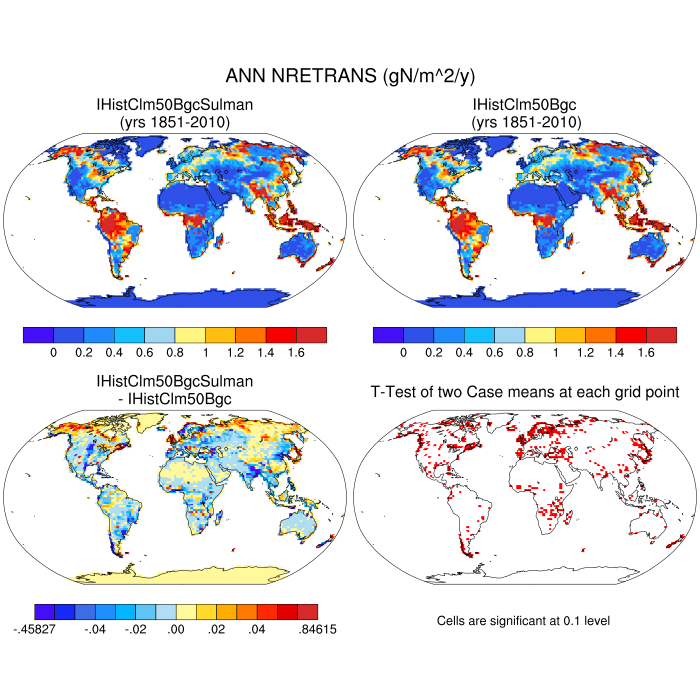 ANN NRETRANS (gN/m^2/y)
IHistClm50BgcSulman
(yrs 1851-2010)
IHistClm50Bgc
(yrs 1851-2010)
0 0.2 0.4 0.6 0.8 1 1.2 1.4 1.6
0 0.2 0.4 0.6 0.8 1 1.2 1.4 1.6
IHistClm50BgcSulman
- IHistClm50Bgc
T-Test of two Case means at each grid point
-.45827 -.04 -.02 .00 .02 .04 .84615
Cells are significant at 0.1 level